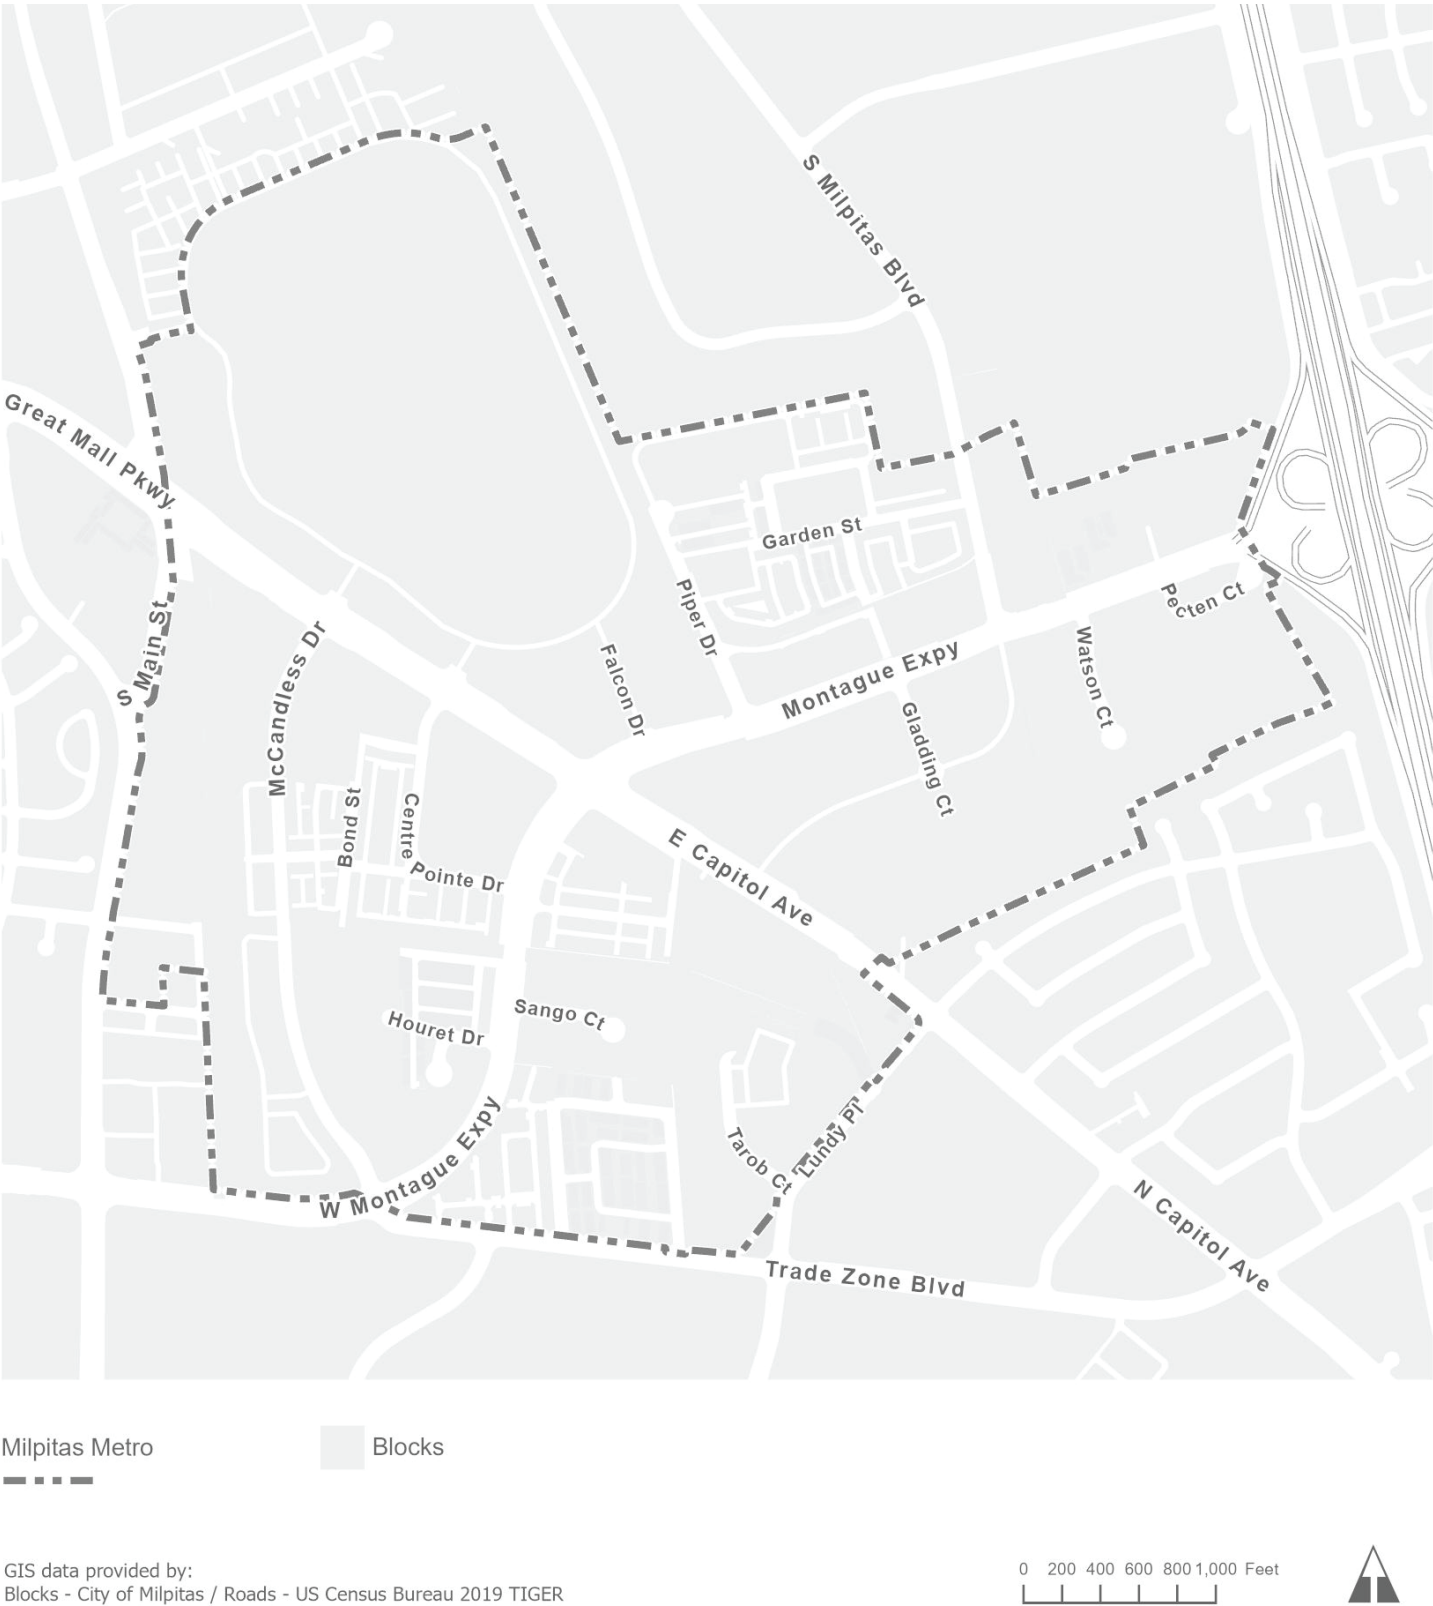 S Milpitas Blvd
Great Mall Pkwy
Garden St
Piper Dr
Pecten Ct
S Main St
McCandless Dr
Falcon Dr
Montague Expy
Watson Ct
Gladding Ct
Bond St
Centre Pointe Dr
E Capitol Ave
Houret Dr
Sango Ct
Tarob Ct
Lundy Pl
W Montague Expy
N Capitol Ave
Trade Zone Blvd
Milpitas Metro
Blocks
GIS data provided by:
Blocks - City of Milpitas / Roads - US Census Bureau 2019 TIGER
0 200 400 600 800 1,000 Feet